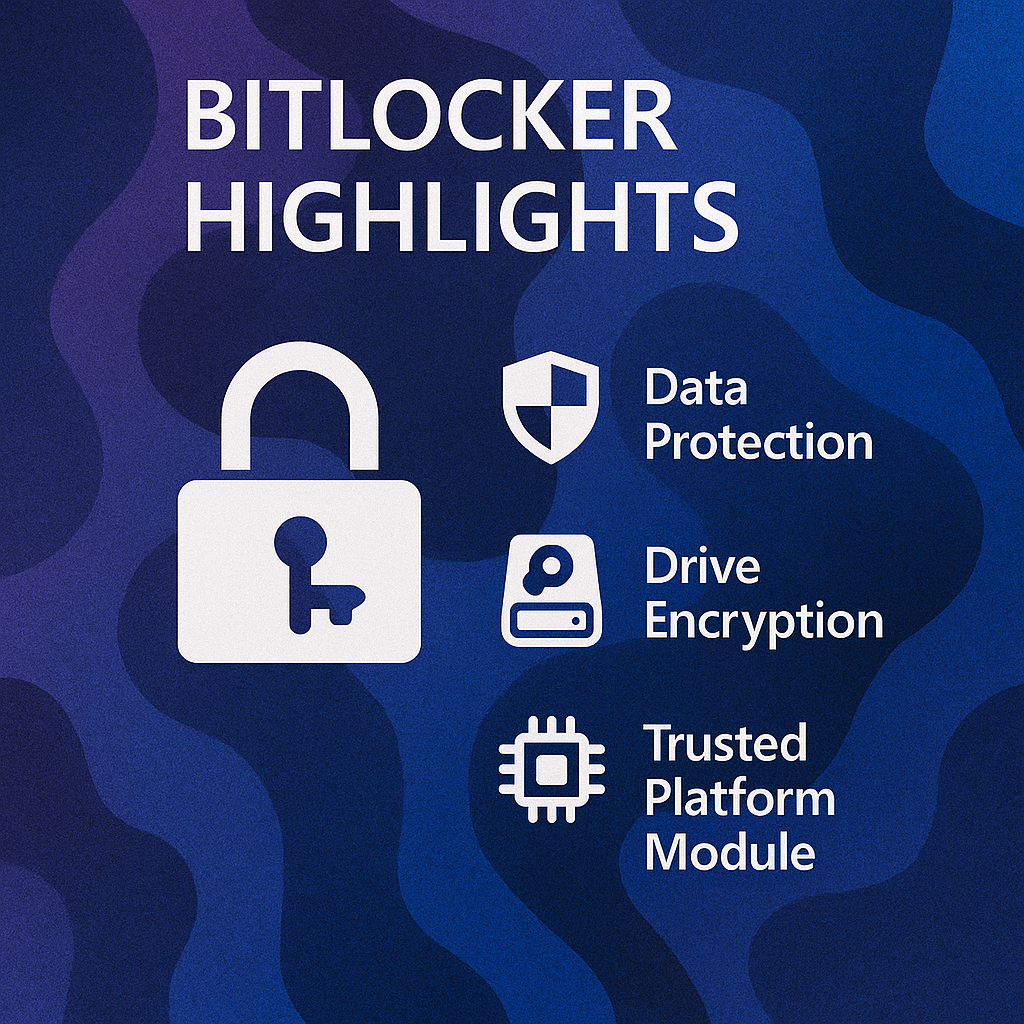 BITLOCKER
HIGHLIGHTS
Data
Protection
Drive
Encryption
Trusted
Platform
Module